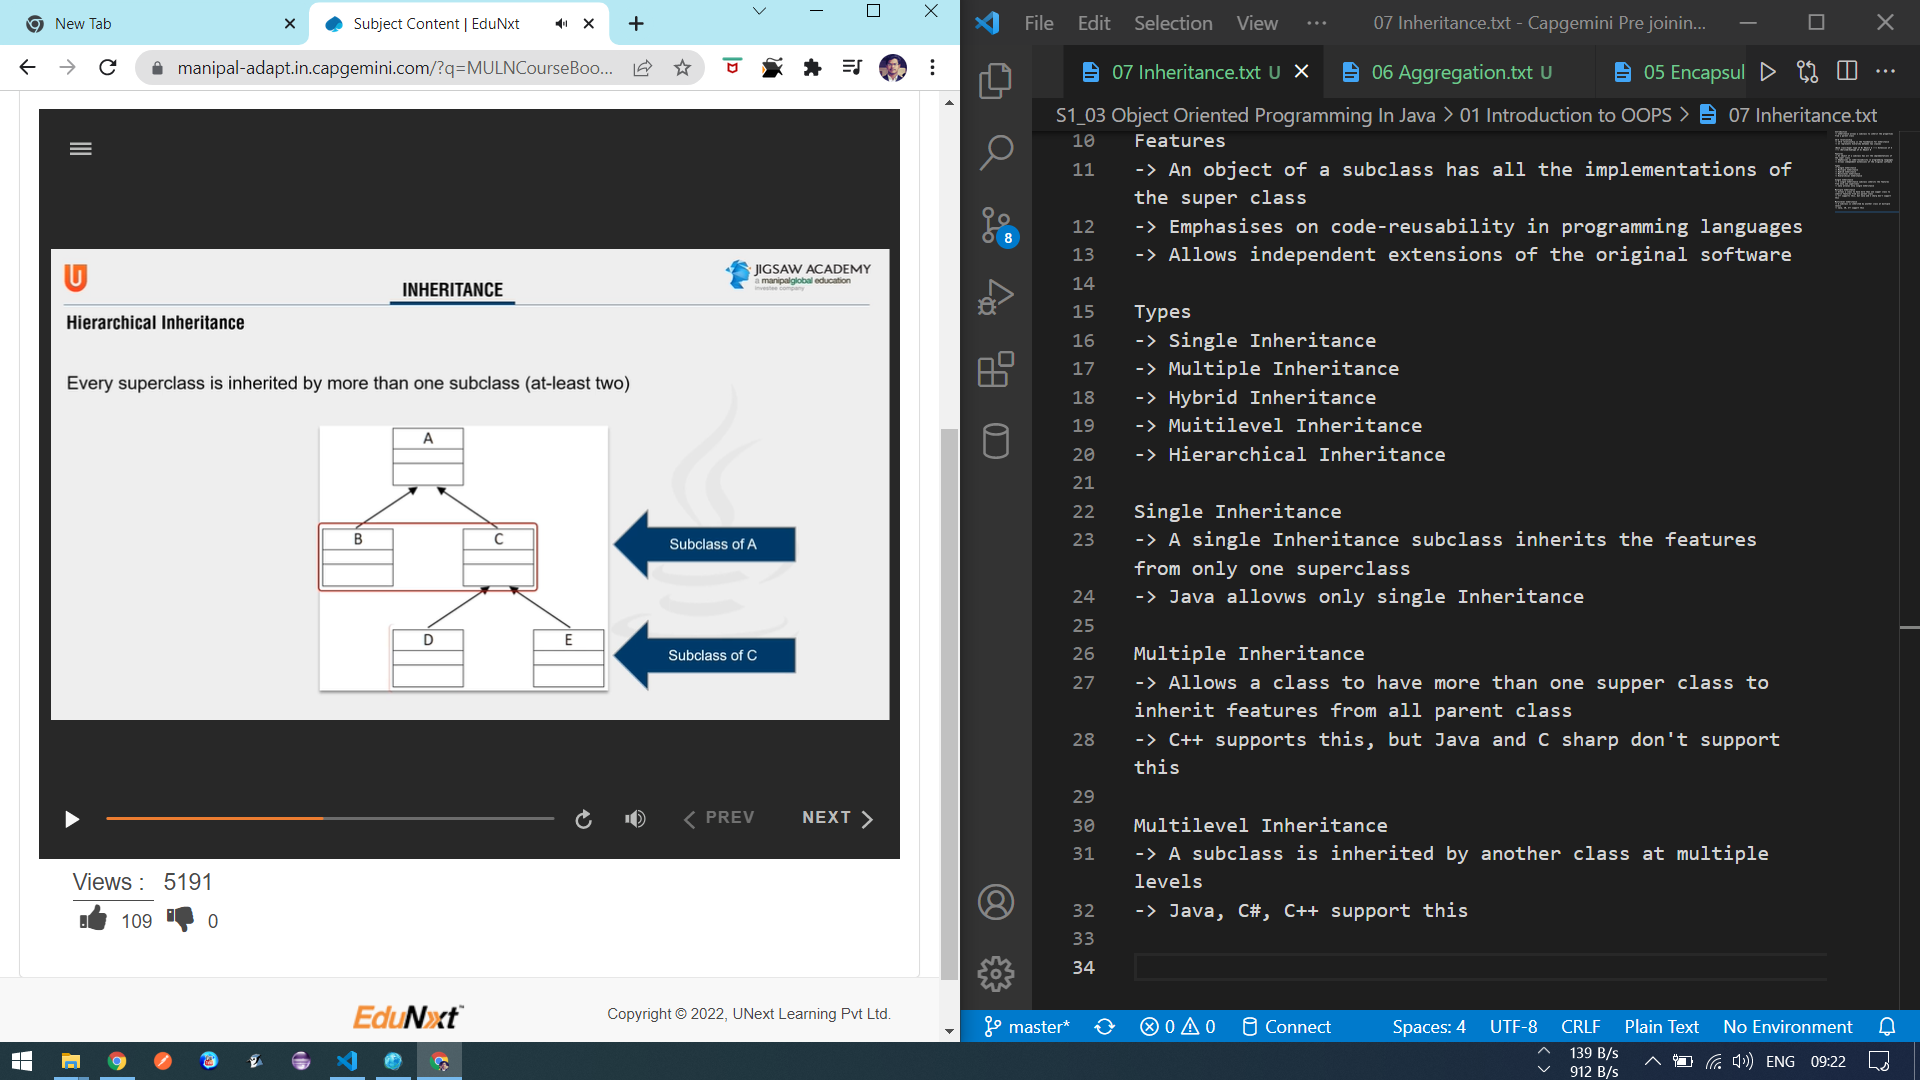 New Tab
Subject Content | EduNxt
manipal-adapt.in.capgemini.com/?q=MULNCourseBoo...
JIGSAW ACADEMY
a manipalglobal education
investee company
INHERITANCE
Hierarchical Inheritance
Every superclass is inherited by more than one subclass (at-least two)
A
B
C
Subclass of A
D
E
Subclass of C
PREV
NEXT
Views : 5191
109
0
EduNxt™
Copyright © 2022, UNext Learning Pvt Ltd.
File Edit Selection View ··· 07 Inheritance.txt - Capgemini Pre joinin...
07 Inheritance.txt U
06 Aggregation.txt U
05 Encapsul
S1_03 Object Oriented Programming In Java > 01 Introduction to OOPS > 07 Inheritance.txt
8
10 Features
11 -> An object of a subclass has all the implementations of
the super class
12 -> Emphasises on code-reusability in programming languages
13 -> Allows independent extensions of the original software
14
15 Types
16 -> Single Inheritance
17 -> Multiple Inheritance
18 -> Hybrid Inheritance
19 -> Muitilevel Inheritance
20 -> Hierarchical Inheritance
21
22 Single Inheritance
23 -> A single Inheritance subclass inherits the features
from only one superclass
24 -> Java allovws only single Inheritance
25
26 Multiple Inheritance
27 -> Allows a class to have more than one supper class to
inherit features from all parent class
28 -> C++ supports this, but Java and C sharp don't support
this
29
30 Multilevel Inheritance
31 -> A subclass is inherited by another class at multiple
levels
32 -> Java, C#, C++ support this
33
34
master* 0 0 Connect Spaces: 4 UTF-8 CRLF Plain Text No Environment
139 B/s
912 B/s
ENG 09:22